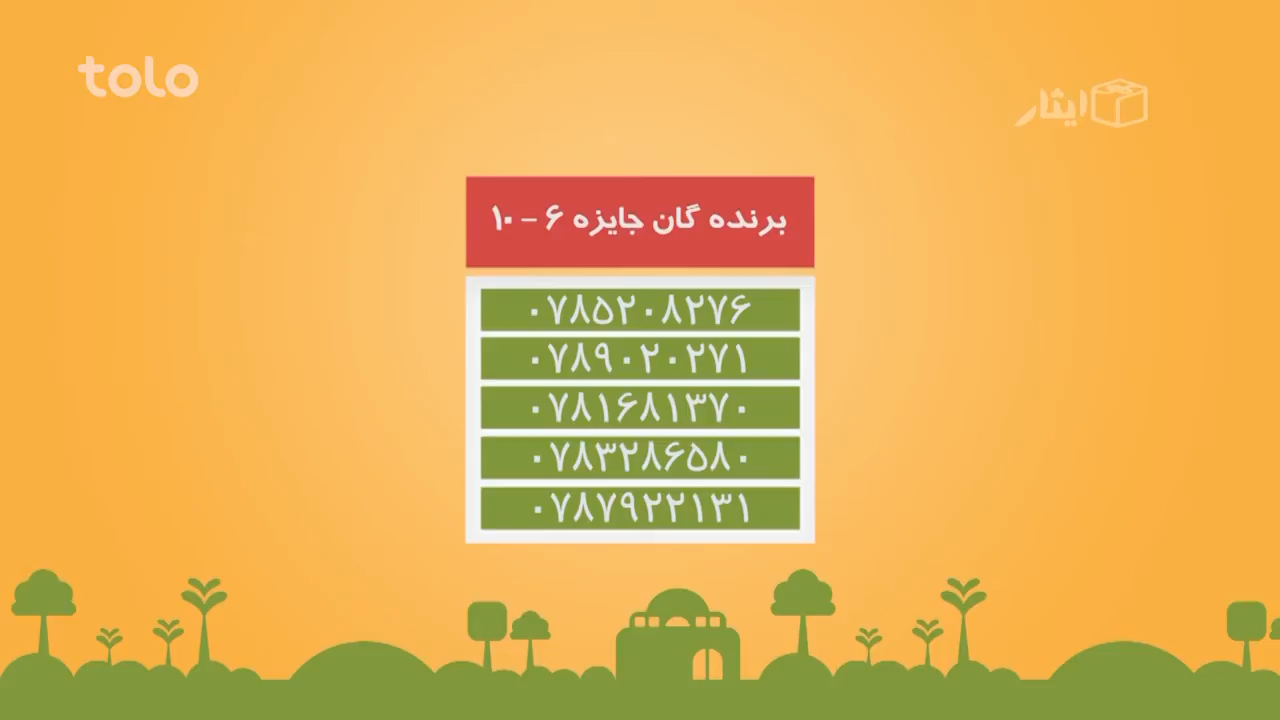 tolo
ایثار
برنده گان جایزه ۶ – ۱۰
۰۷۸۵۲۰۸۲۷۶
۰۷۸۹۰۲۰۲۷۱
۰۷۸۱۶۸۱۳۷۰
۰۷۸۳۲۸۶۵۸۰
۰۷۸۷۹۲۲۱۳۱